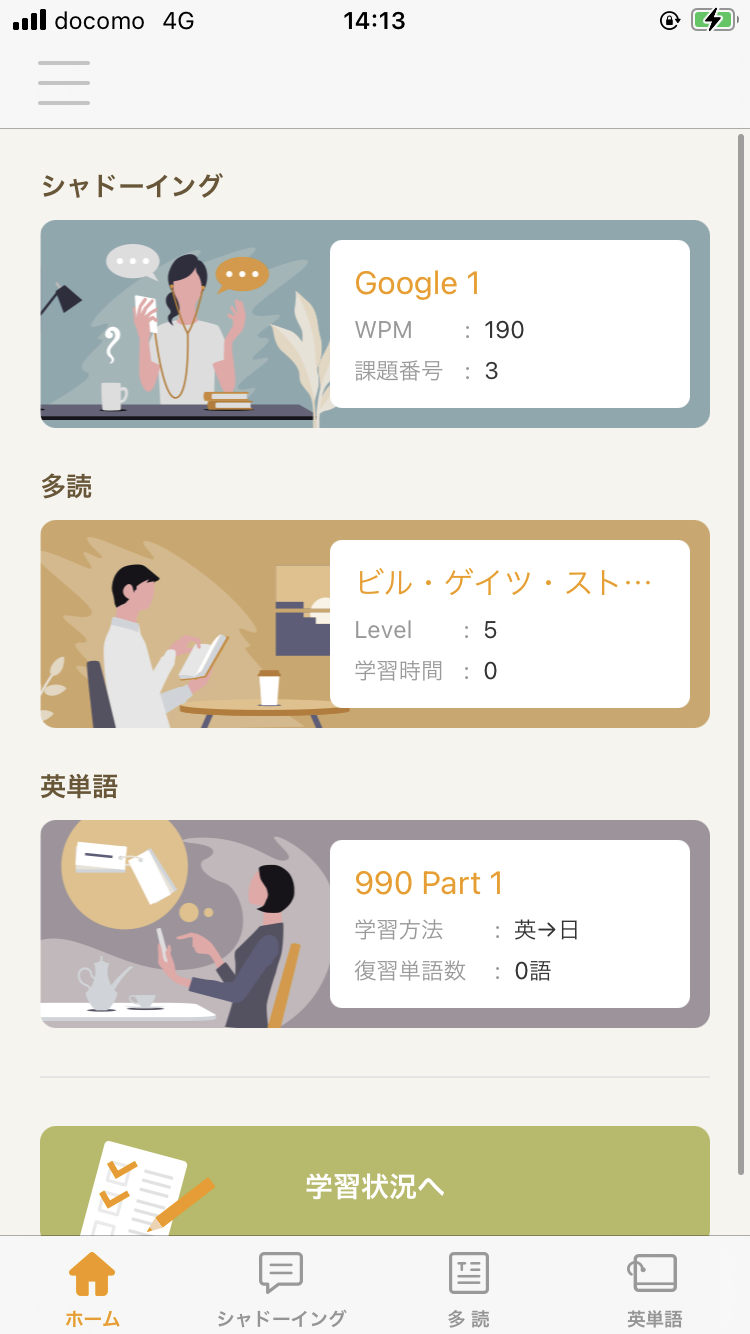 docomo 4G 14:13
シャドーイング
Google 1
WPM : 190
課題番号 : 3
多読
ビル・ゲイツ・スト…
Level : 5
学習時間 : 0
英単語
990 Part 1
学習方法 : 英→日
復習単語数 : 0語
学習状況へ
ホーム シャドーイング 多読 英単語